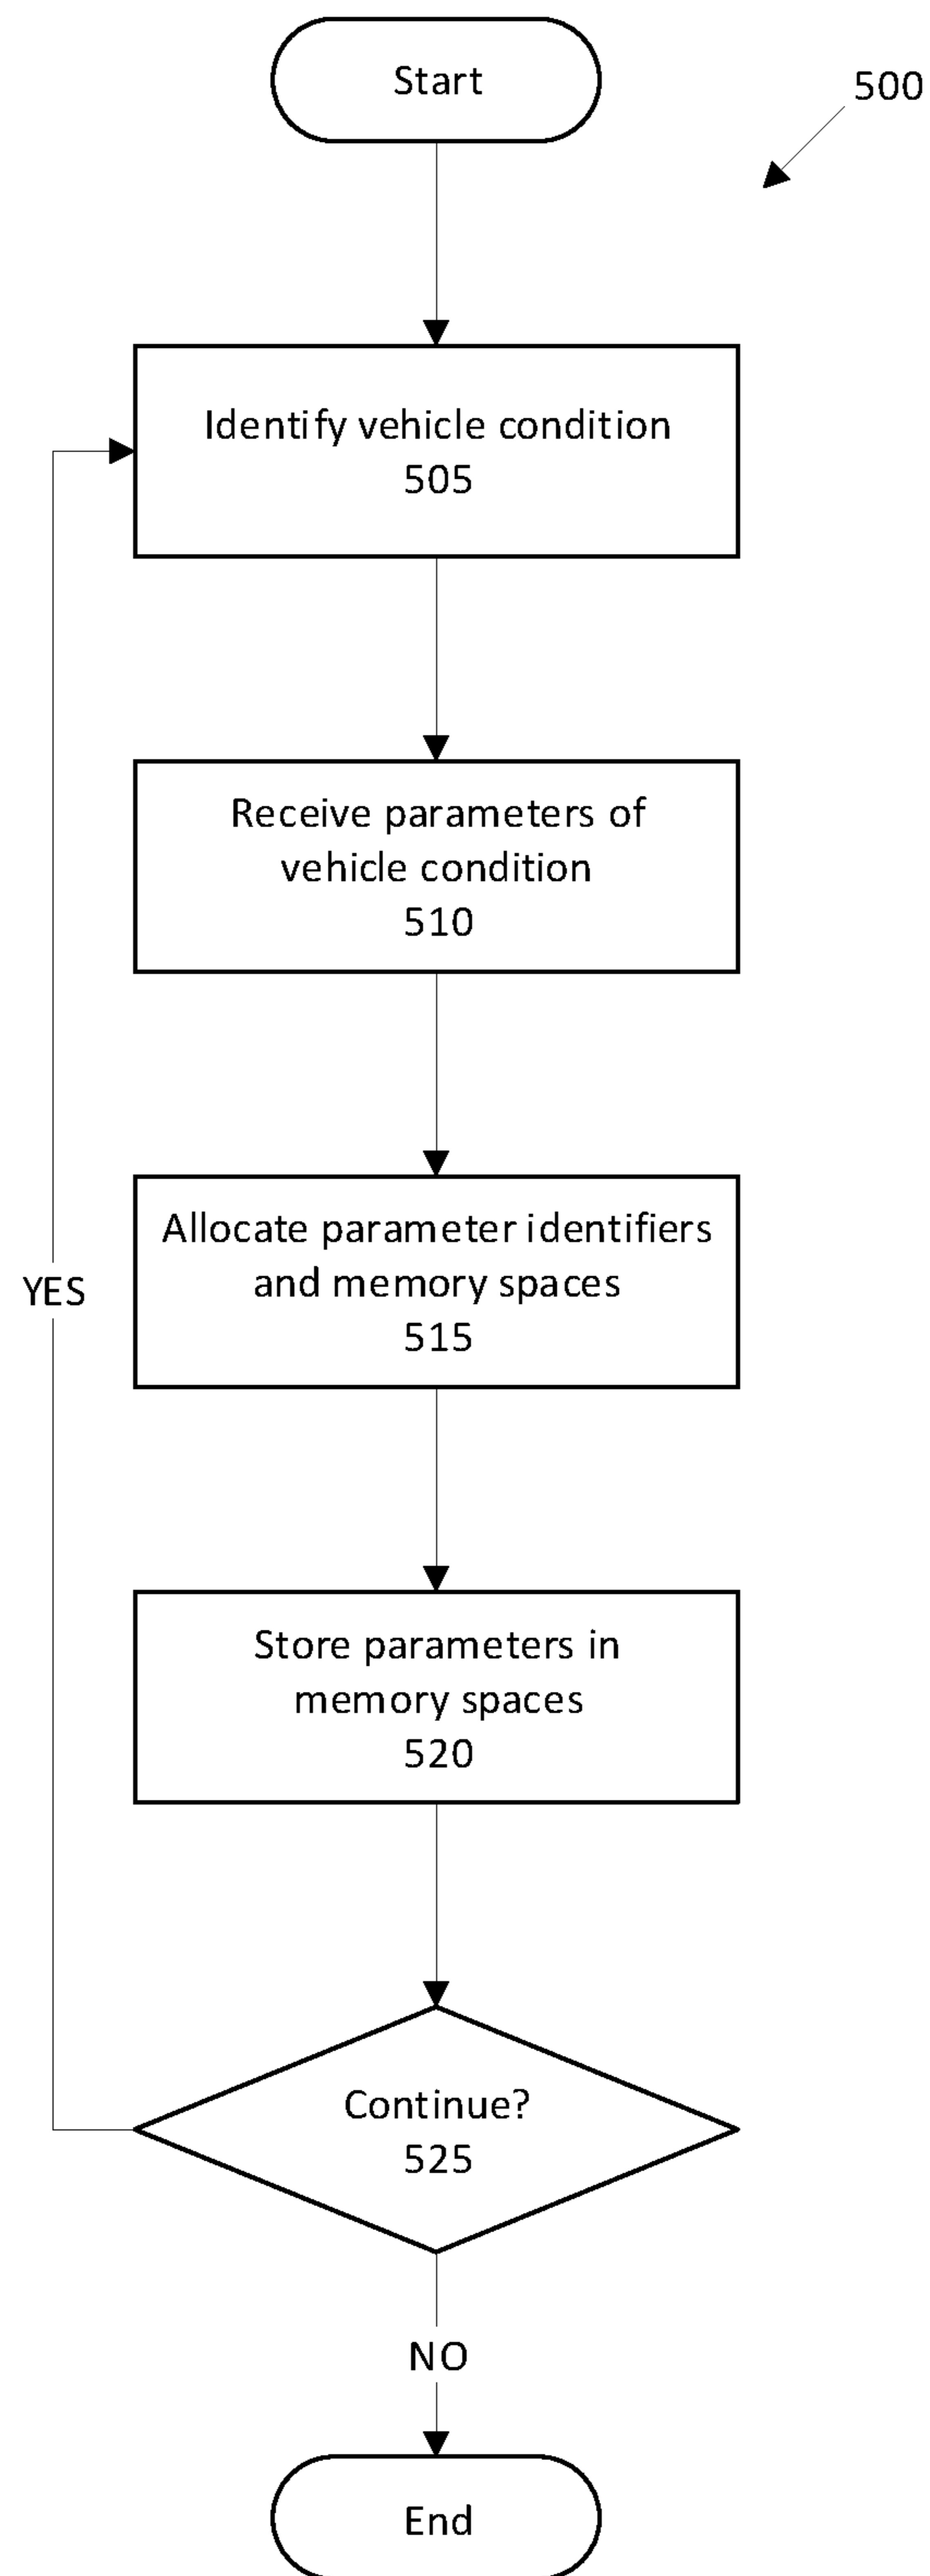 Start
500
Identify vehicle condition
505
Receive parameters of
vehicle condition
510
Allocate parameter identifiers
and memory spaces
515
YES
Store parameters in
memory spaces
520
Continue?
525
NO
End